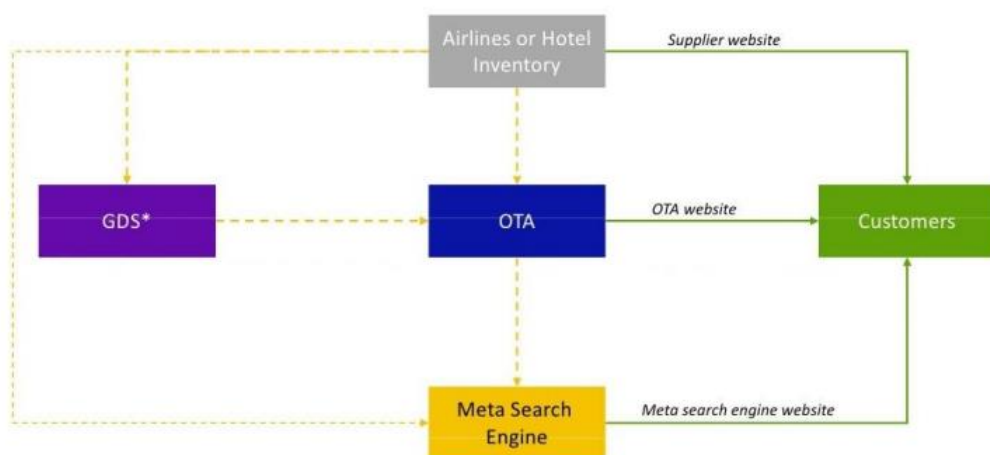 Airlines or Hotel
Inventory
Supplier website
GDS*
OTA
OTA website
Customers
Meta Search
Engine
Meta search engine website